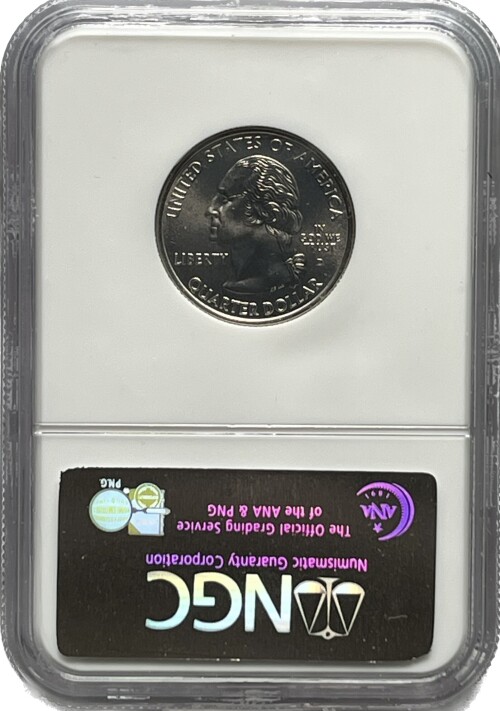 UNITED STATES OF AMERICA
LIBERTY
IN
GOD WE
TRUST
D
QUARTER DOLLAR
NGC
Numismatic Guaranty Corporation
The Official Grading Service
of the ANA & PNG
ANA
1891
PNG